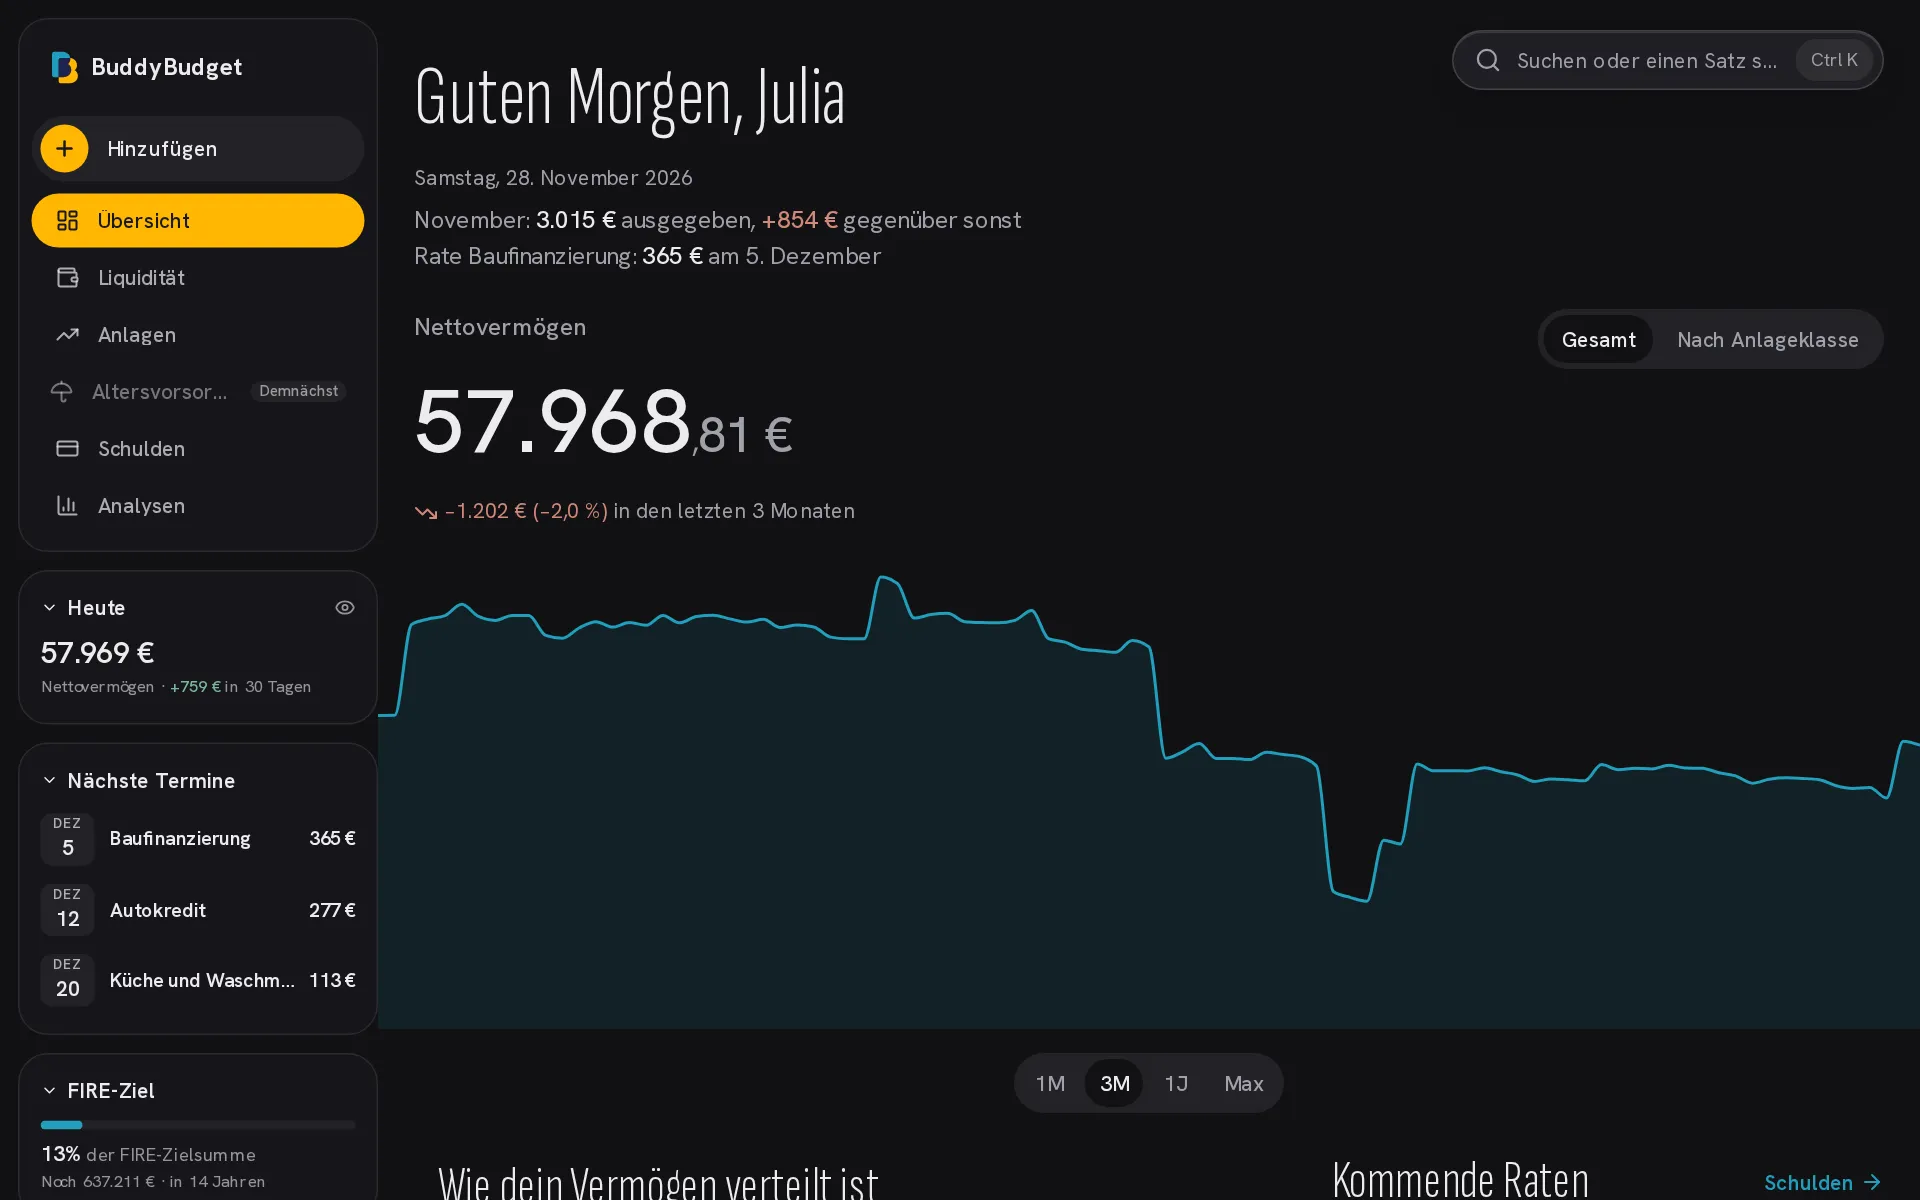 BuddyBudget
Hinzufügen
Übersicht
Liquidität
Anlagen
Altersvorsor... Demnächst
Schulden
Analysen
Heute
57.969 €
Nettovermögen · +759 € in 30 Tagen
Nächste Termine
DEZ
5
Baufinanzierung 365 €
DEZ
12
Autokredit 277 €
DEZ
20
Küche und Waschm... 113 €
FIRE-Ziel
13% der FIRE-Zielsumme
Noch 637.211 € · in 14 Jahren
Guten Morgen, Julia
Suchen oder einen Satz s... Ctrl K
Samstag, 28. November 2026
November: 3.015 € ausgegeben, +854 € gegenüber sonst
Rate Baufinanzierung: 365 € am 5. Dezember
Nettovermögen
Gesamt Nach Anlageklasse
57.968,81 €
−1.202 € (−2,0 %) in den letzten 3 Monaten
1M 3M 1J Max
Wie dein Vermögen verteilt ist
Kommende Raten
Schulden →